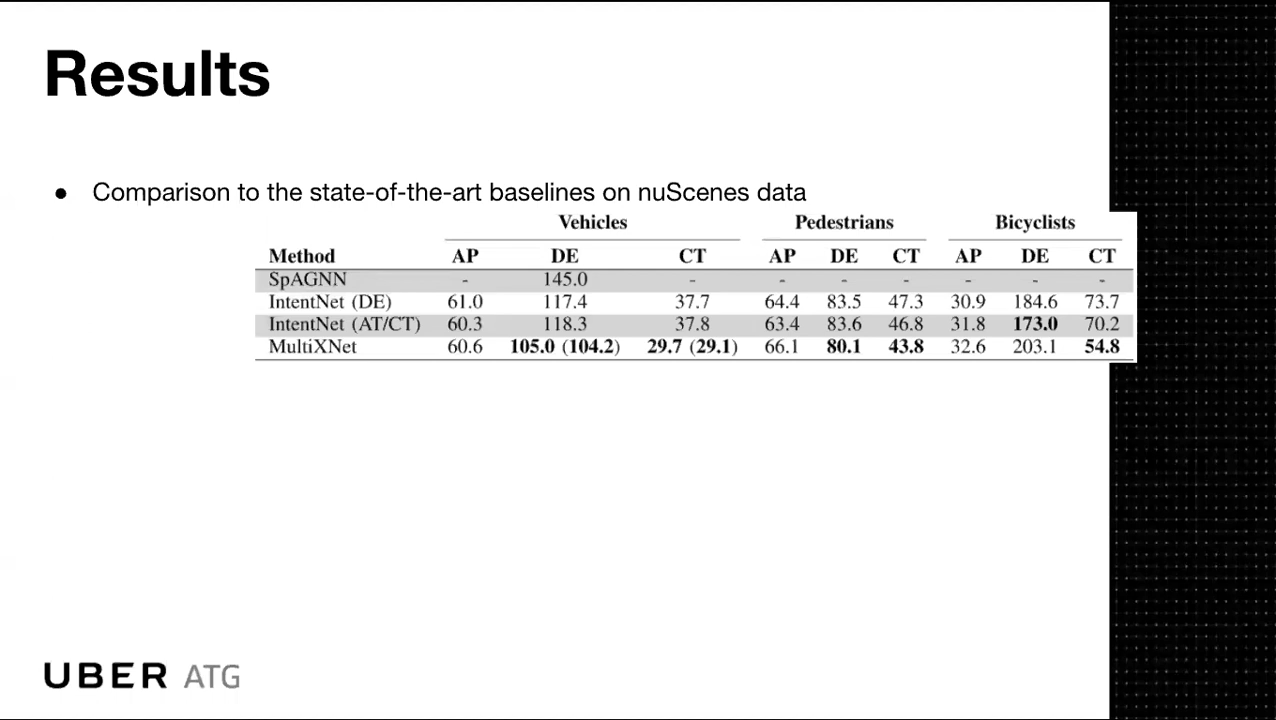 Results
● Comparison to the state-of-the-art baselines on nuScenes data
Vehicles Pedestrians Bicyclists
Method AP DE CT AP DE CT AP DE CT
SpAGNN - 145.0 - - - - - - -
IntentNet (DE) 61.0 117.4 37.7 64.4 83.5 47.3 30.9 184.6 73.7
IntentNet (AT/CT) 60.3 118.3 37.8 63.4 83.6 46.8 31.8 173.0 70.2
MultiXNet 60.6 105.0 (104.2) 29.7 (29.1) 66.1 80.1 43.8 32.6 203.1 54.8
UBER ATG